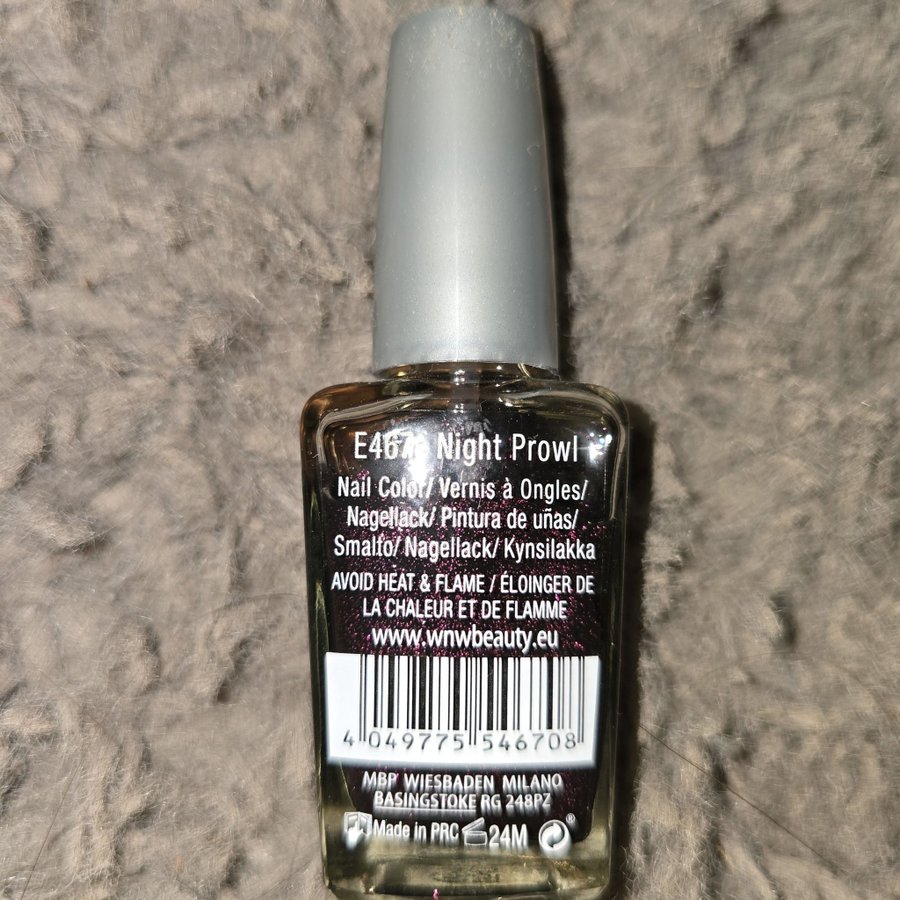 E467 Night Prowl
Nail Color/ Vernis à Ongles/
Nagellack/ Pintura de uñas/
Smalto/ Nagellack/ Kynsilakka
AVOID HEAT & FLAME / ÉLOINGER DE
LA CHALEUR ET DE FLAMME
www.wnwbeauty.eu
4 049775 546708
MBP WIESBADEN MILANO
BASINGSTOKE RG 248PZ
Made in PRC 24M ®